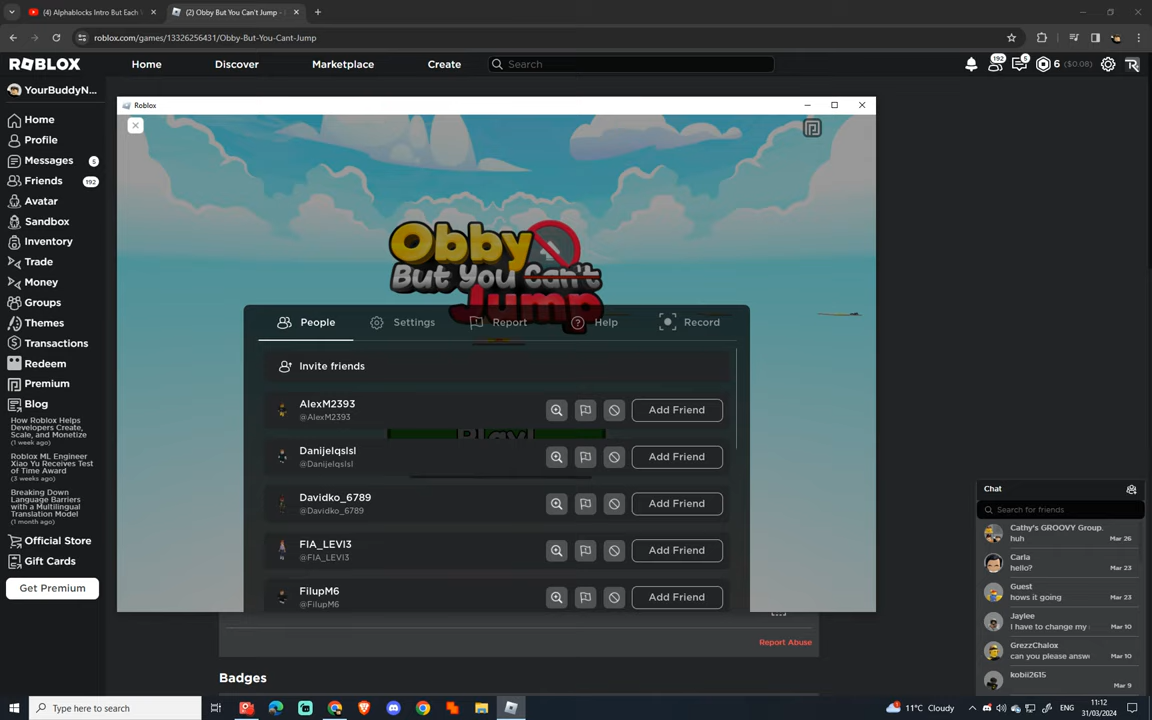 (4) Alphablocks Intro But Each
(2) Obby But You Can't Jump -
roblox.com/games/13326256431/Obby-But-You-Cant-Jump
ROBLOX
Home
Discover
Marketplace
Create
Search
192
5
6
($0.08)
YourBuddyN...
Home
Profile
Messages
5
Friends
192
Avatar
Sandbox
Inventory
Trade
Money
Groups
Themes
Transactions
Redeem
Premium
Blog
How Roblox Helps
Developers Create,
Scale, and Monetize
(1 week ago)
Roblox ML Engineer
Xiao Yu Receives Test
of Time Award
(3 weeks ago)
Breaking Down
Language Barriers
with a Multilingual
Translation Model
(1 month ago)
Official Store
Gift Cards
Get Premium
Roblox
Obby
But You Can't
Jump
People
Settings
Report
Help
Record
Invite friends
AlexM2393
@AlexM2393
Add Friend
Danijelqslsl
@Danijelqslsl
Add Friend
Play
Davidko_6789
@Davidko_6789
Add Friend
FIA_LEVI3
@FIA_LEVI3
Add Friend
FilupM6
@FilupM6
Add Friend
Report Abuse
Badges
Chat
Search for friends
Cathy's GROOVY Group.
huh
Mar 26
Carla
hello?
Mar 23
Guest
hows it going
Mar 23
Jaylee
I have to change my
Mar 10
GrezzChalox
can you please answ
Mar 10
kobii2615
Mar 9
Type here to search
11°C Cloudy
ENG
11:12
31/03/2024